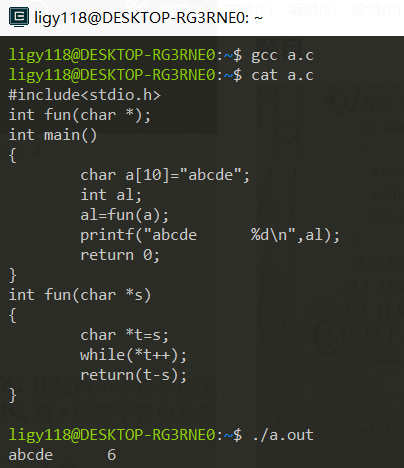 ligy118@DESKTOP-RG3RNE0: ~
ligy118@DESKTOP-RG3RNE0:~$ gcc a.c
ligy118@DESKTOP-RG3RNE0:~$ cat a.c
#include<stdio.h>
int fun(char *);
int main()
{
        char a[10]="abcde";
        int al;
        al=fun(a);
        printf("abcde      %d\n",al);
        return 0;
}
int fun(char *s)
{
        char *t=s;
        while(*t++);
        return(t-s);
}
ligy118@DESKTOP-RG3RNE0:~$ ./a.out
abcde      6